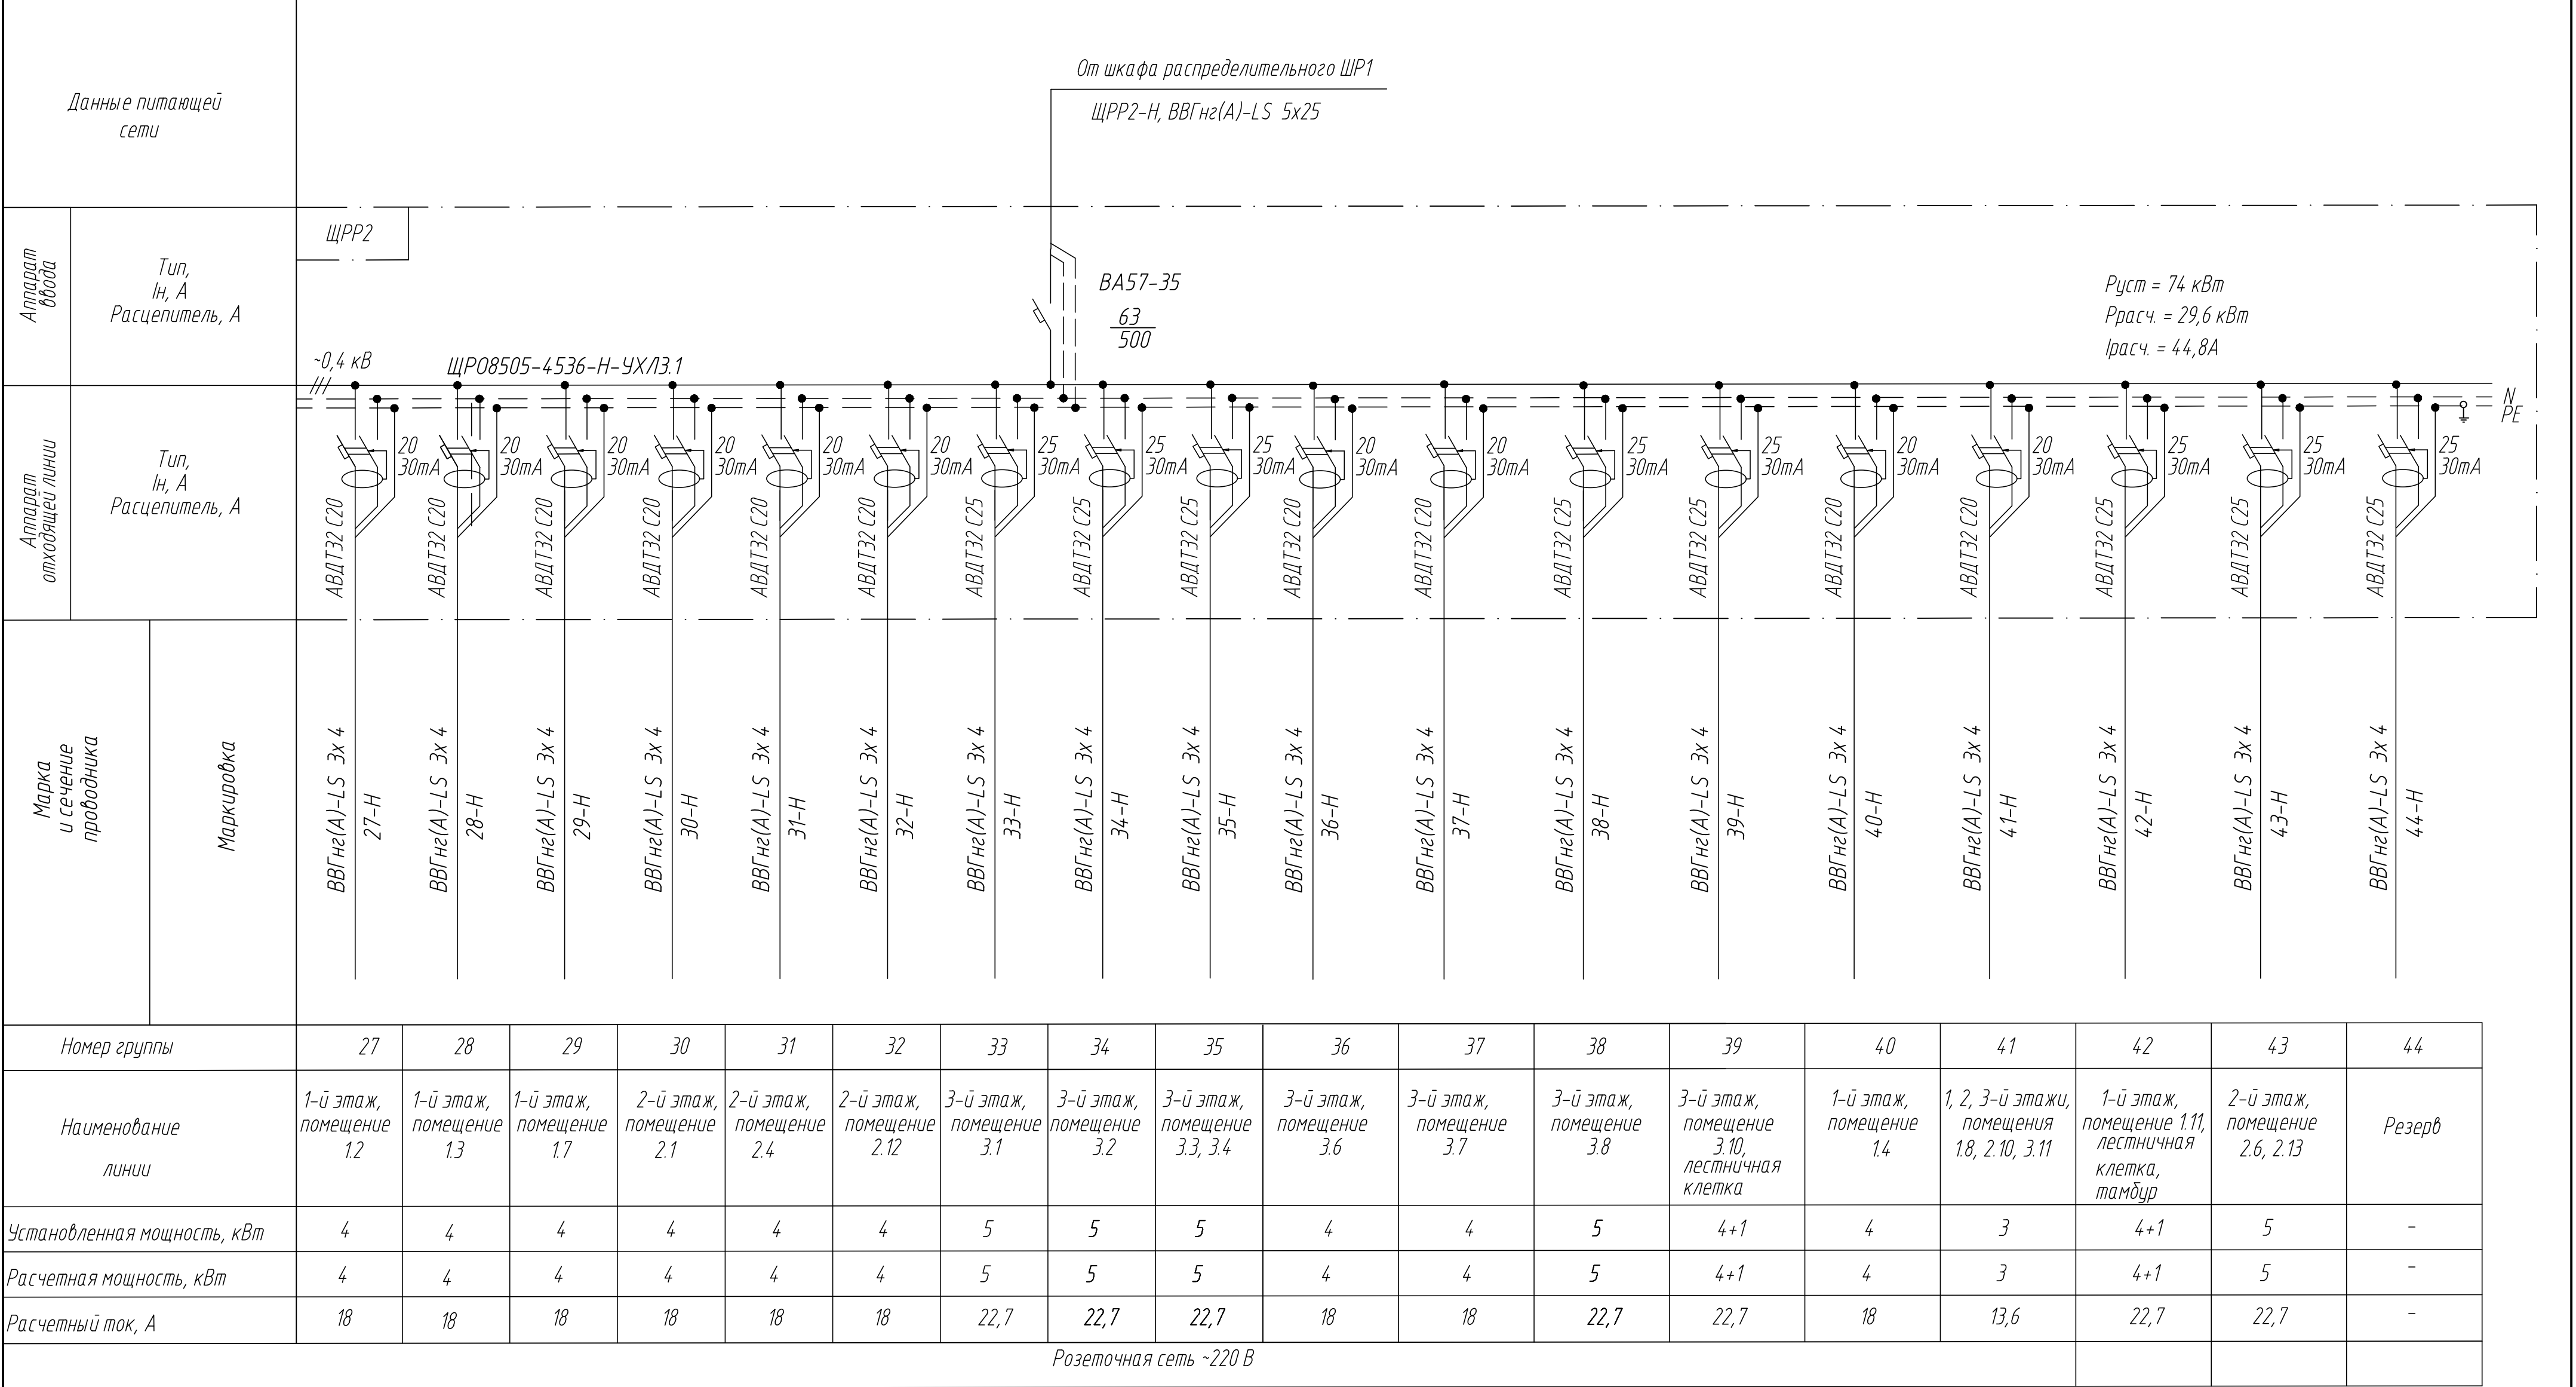 От шкафа распределительного ШР1
ЩРР2-Н, ВВГнг(А)-LS 5х25
Данные питающей
сети
Аппарат
ввода
Тип,
Iн, А
Расцепитель, А
ЩРР2
ВА57-35
63
500
Pуст = 74 кВт
Pрасч. = 29,6 кВт
Iрасч. = 44,8А
~0,4 кВ
ЩРО8505-4536-Н-УХЛ3.1
N
PE
Аппарат
отходящей линии
Тип,
Iн, А
Расцепитель, А
20
30mA
20
30mA
20
30mA
20
30mA
20
30mA
20
30mA
25
30mA
25
30mA
25
30mA
20
30mA
20
30mA
25
30mA
25
30mA
20
30mA
20
30mA
25
30mA
25
30mA
25
30mA
АВДТ32 С20
АВДТ32 С20
АВДТ32 С20
АВДТ32 С20
АВДТ32 С20
АВДТ32 С20
АВДТ32 С25
АВДТ32 С25
АВДТ32 С25
АВДТ32 С20
АВДТ32 С20
АВДТ32 С25
АВДТ32 С25
АВДТ32 С20
АВДТ32 С20
АВДТ32 С25
АВДТ32 С25
АВДТ32 С25
Марка
и сечение
проводника
Маркировка
ВВГнг(А)-LS 3х 4
27-Н
ВВГнг(А)-LS 3х 4
28-Н
ВВГнг(А)-LS 3х 4
29-Н
ВВГнг(А)-LS 3х 4
30-Н
ВВГнг(А)-LS 3х 4
31-Н
ВВГнг(А)-LS 3х 4
32-Н
ВВГнг(А)-LS 3х 4
33-Н
ВВГнг(А)-LS 3х 4
34-Н
ВВГнг(А)-LS 3х 4
35-Н
ВВГнг(А)-LS 3х 4
36-Н
ВВГнг(А)-LS 3х 4
37-Н
ВВГнг(А)-LS 3х 4
38-Н
ВВГнг(А)-LS 3х 4
39-Н
ВВГнг(А)-LS 3х 4
40-Н
ВВГнг(А)-LS 3х 4
41-Н
ВВГнг(А)-LS 3х 4
42-Н
ВВГнг(А)-LS 3х 4
43-Н
ВВГнг(А)-LS 3х 4
44-Н
Номер группы 27 28 29 30 31 32 33 34 35 36 37 38 39 40 41 42 43 44
Наименование
линии
1-й этаж,
помещение
1.2
1-й этаж,
помещение
1.3
1-й этаж,
помещение
1.7
2-й этаж,
помещение
2.1
2-й этаж,
помещение
2.4
2-й этаж,
помещение
2.12
3-й этаж,
помещение
3.1
3-й этаж,
помещение
3.2
3-й этаж,
помещение
3.3, 3.4
3-й этаж,
помещение
3.6
3-й этаж,
помещение
3.7
3-й этаж,
помещение
3.8
3-й этаж,
помещение
3.10,
лестничная
клетка
1-й этаж,
помещение
1.4
1, 2, 3-й этажи,
помещения
1.8, 2.10, 3.11
1-й этаж,
помещение 1.11,
лестничная
клетка,
тамбур
2-й этаж,
помещение
2.6, 2.13
Резерв
Установленная мощность, кВт 4 4 4 4 4 4 5 5 5 4 4 5 4+1 4 3 4+1 5 -
Расчетная мощность, кВт 4 4 4 4 4 4 5 5 5 4 4 5 4+1 4 3 4+1 5 -
Расчетный ток, А 18 18 18 18 18 18 22,7 22,7 22,7 18 18 22,7 22,7 18 13,6 22,7 22,7 -
Розеточная сеть ~220 В